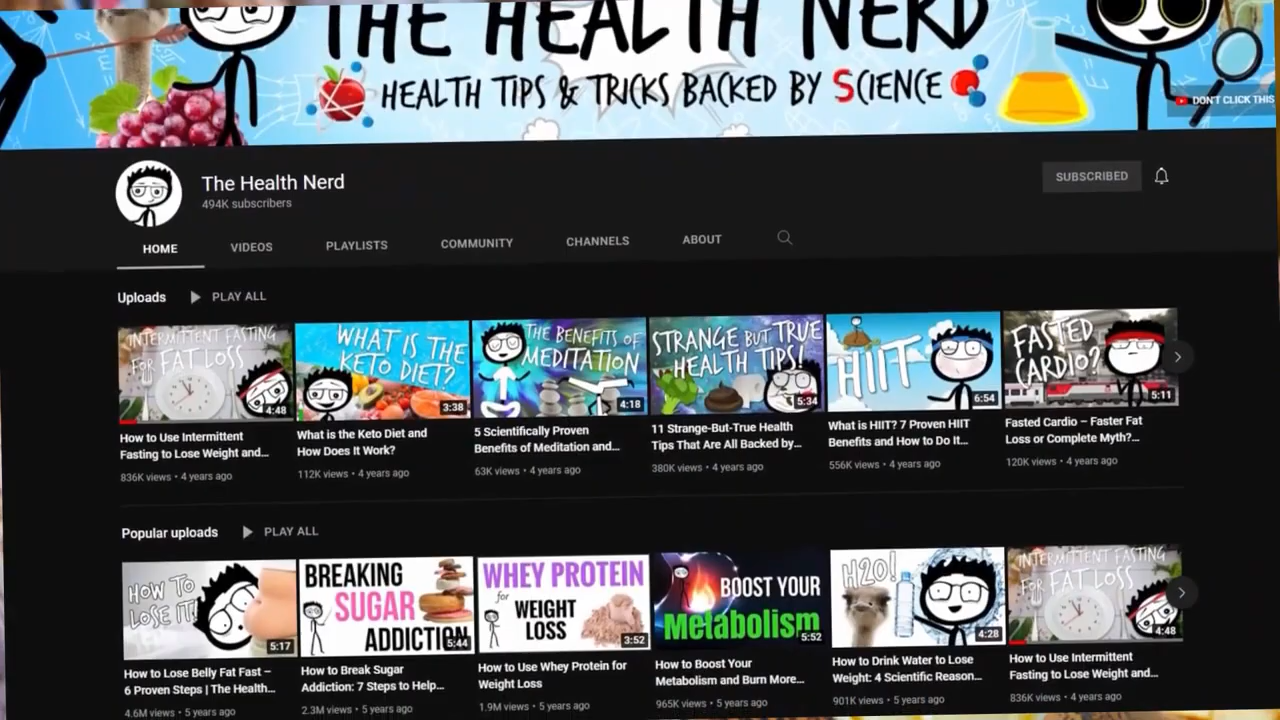 THE HEALTH NERD
HEALTH TIPS & TRICKS BACKED BY SCIENCE
DON'T CLICK THIS
The Health Nerd
494K subscribers
SUBSCRIBED
HOME VIDEOS PLAYLISTS COMMUNITY CHANNELS ABOUT
Uploads PLAY ALL
INTERMITTENT FASTING
FOR FAT LOSS
4:48
WHAT IS THE
KETO DIET?
3:38
THE BENEFITS OF
MEDITATION
4:18
STRANGE BUT TRUE
HEALTH TIPS!
5:34
HIIT
6:54
FASTED
CARDIO?
5:11
How to Use Intermittent
Fasting to Lose Weight and...
836K views • 4 years ago
What is the Keto Diet and
How Does It Work?
112K views • 4 years ago
5 Scientifically Proven
Benefits of Meditation and...
63K views • 4 years ago
11 Strange-But-True Health
Tips That Are All Backed by...
380K views • 4 years ago
What is HIIT? 7 Proven HIIT
Benefits and How to Do It...
556K views • 4 years ago
Fasted Cardio – Faster Fat
Loss or Complete Myth?...
120K views • 4 years ago
Popular uploads PLAY ALL
HOW TO
LOSE IT!
5:17
BREAKING
SUGAR
ADDICTION
5:44
WHEY PROTEIN
for
WEIGHT
LOSS
3:52
BOOST YOUR
Metabolism
5:52
H2O!
4:28
INTERMITTENT FASTING
FOR FAT LOSS
4:48
How to Lose Belly Fat Fast –
6 Proven Steps | The Health...
4.6M views • 5 years ago
How to Break Sugar
Addiction: 7 Steps to Help...
2.3M views • 5 years ago
How to Use Whey Protein for
Weight Loss
1.9M views • 5 years ago
How to Boost Your
Metabolism and Burn More...
965K views • 5 years ago
How to Drink Water to Lose
Weight: 4 Scientific Reason...
901K views • 5 years ago
How to Use Intermittent
Fasting to Lose Weight and...
836K views • 4 years ago